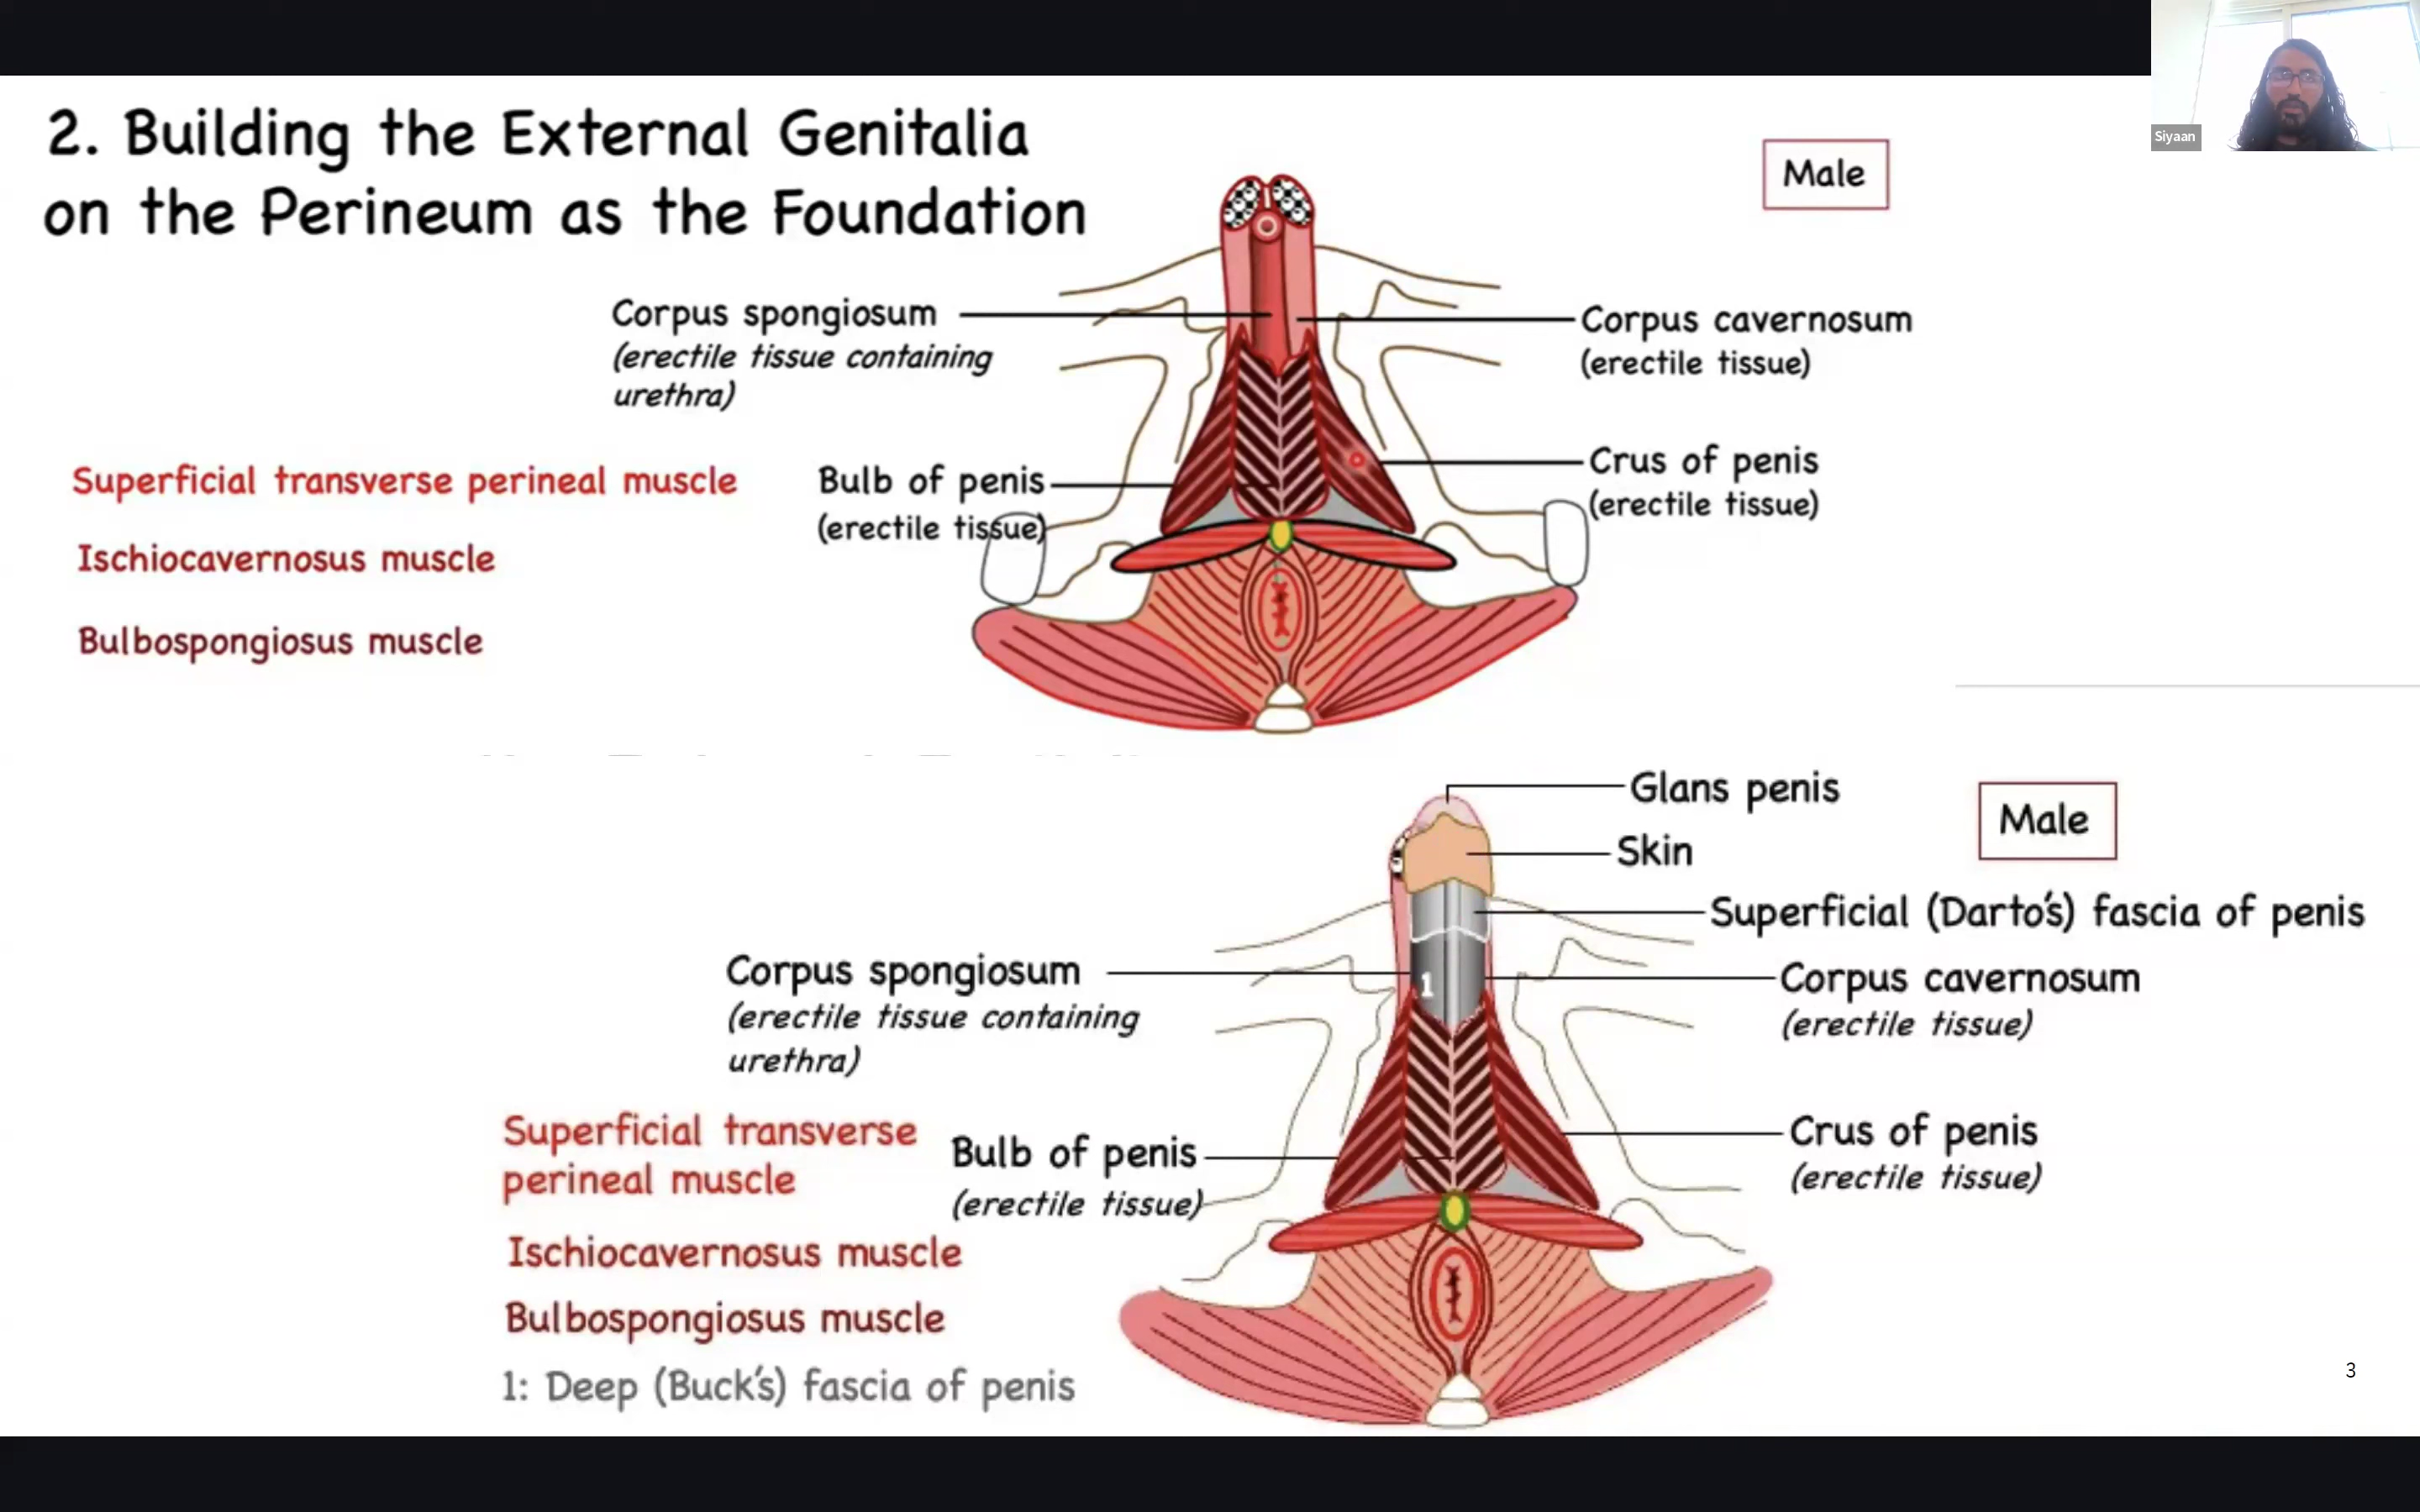 Siyaan
2. Building the External Genitalia
on the Perineum as the Foundation
Male
Corpus spongiosum
(erectile tissue containing
urethra)
Corpus cavernosum
(erectile tissue)
Superficial transverse perineal muscle
Ischiocavernosus muscle
Bulbospongiosus muscle
Bulb of penis
(erectile tissue)
Crus of penis
(erectile tissue)
Glans penis
Male
Skin
Superficial (Darto's) fascia of penis
Corpus spongiosum
(erectile tissue containing
urethra)
1
Corpus cavernosum
(erectile tissue)
Superficial transverse
perineal muscle
Bulb of penis
(erectile tissue)
Crus of penis
(erectile tissue)
Ischiocavernosus muscle
Bulbospongiosus muscle
1: Deep (Buck's) fascia of penis
3